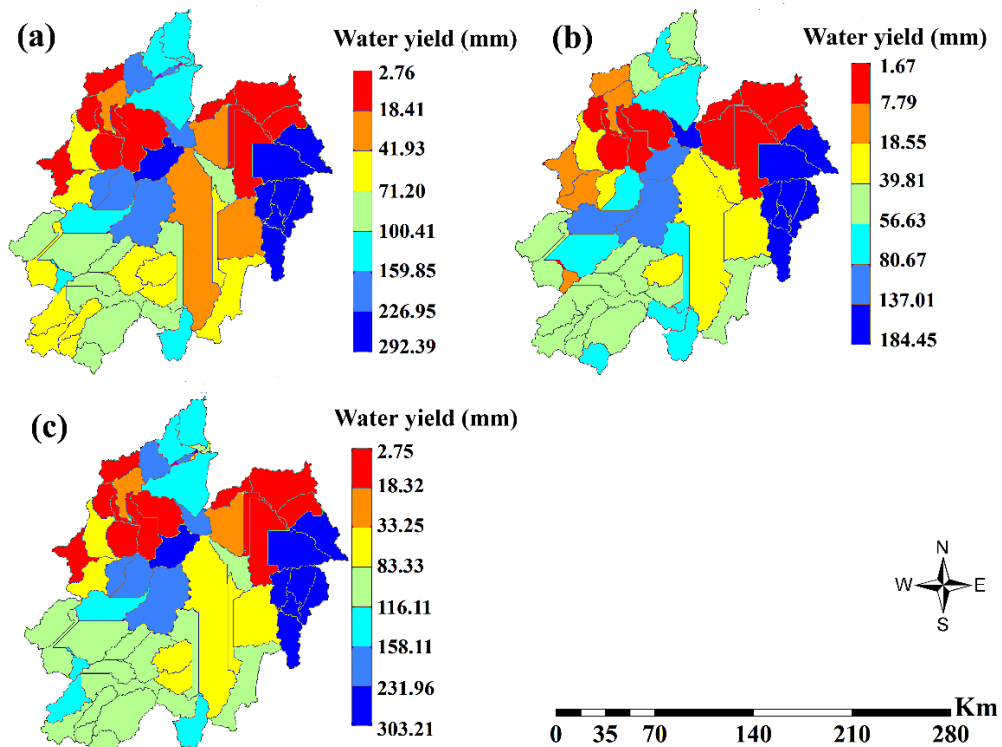 (a)
Water yield (mm)
2.76
18.41
41.93
71.20
100.41
159.85
226.95
292.39
(b)
Water yield (mm)
1.67
7.79
18.55
39.81
56.63
80.67
137.01
184.45
(c)
Water yield (mm)
2.75
18.32
33.25
83.33
116.11
158.11
231.96
303.21
N
W E
S
Km
0 35 70 140 210 280